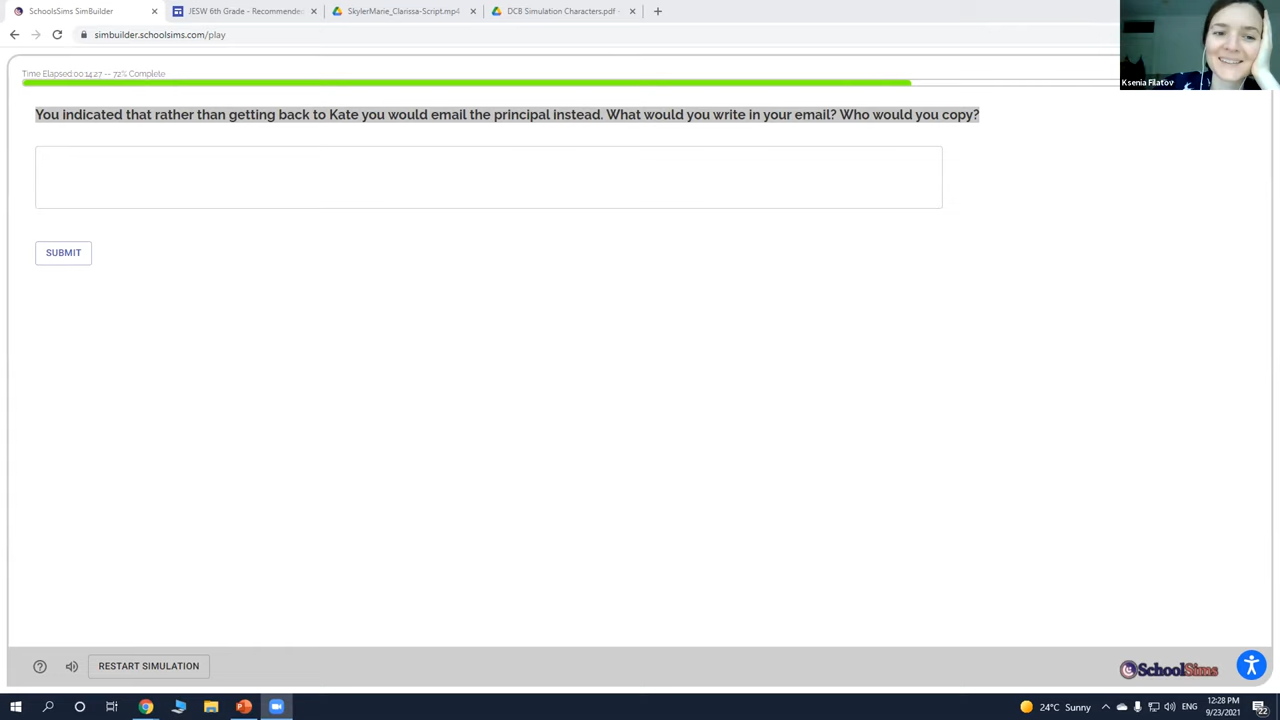 SchoolsSims SimBuilder
JESW 6th Grade - Recommende
SkylerMarie_Clarissa-Script.mp4
DCB Simulation Characters.pdf -
simbuilder.schoolsims.com/play
Time Elapsed:00:14:27 -- 72% Complete
Ksenia Filatov
You indicated that rather than getting back to Kate you would email the principal instead. What would you write in your email? Who would you copy?
SUBMIT
RESTART SIMULATION
SchoolSims
24°C Sunny
ENG
12:28 PM
9/23/2021
22